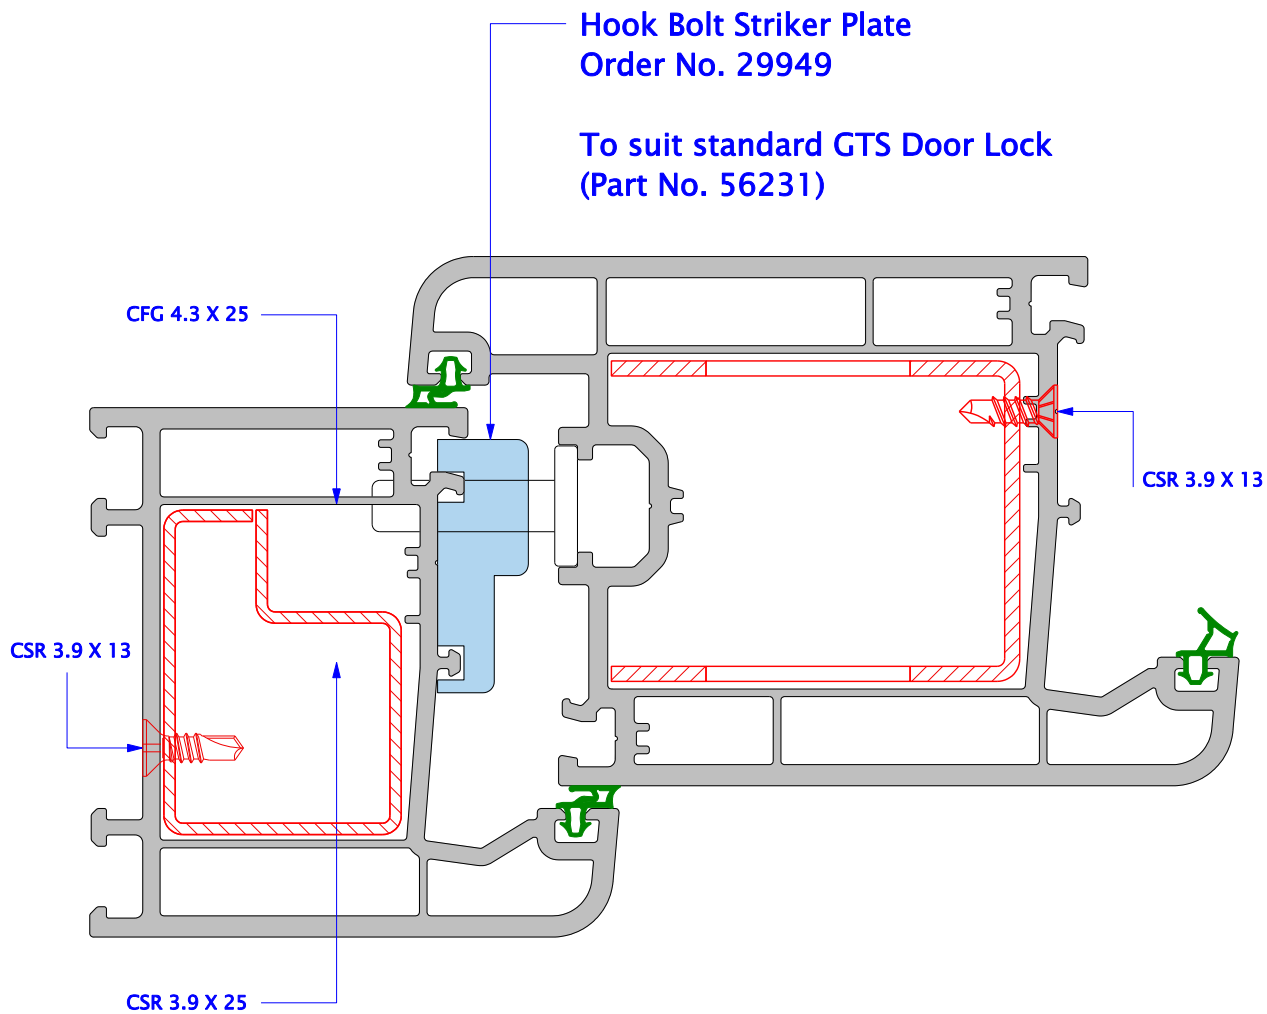 Hook Bolt Striker Plate
Order No. 29949
To suit standard GTS Door Lock
(Part No. 56231)
CFG 4.3 X 25
CSR 3.9 X 13
CSR 3.9 X 13
CSR 3.9 X 25